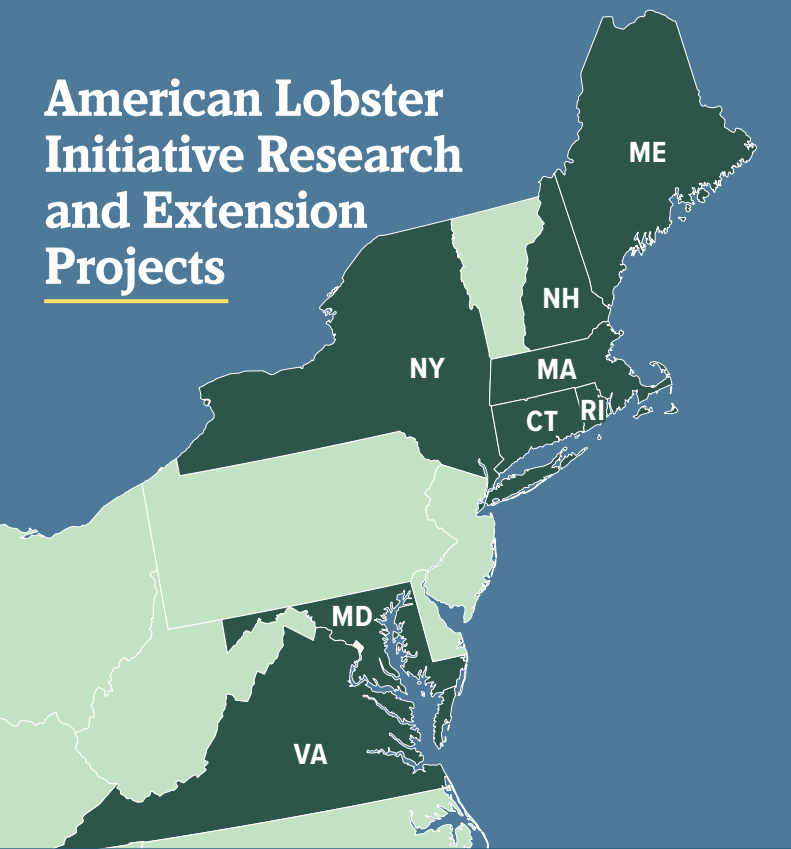 American Lobster
Initiative Research
and Extension
Projects
ME
NH
NY
MA
CT
RI
MD
VA